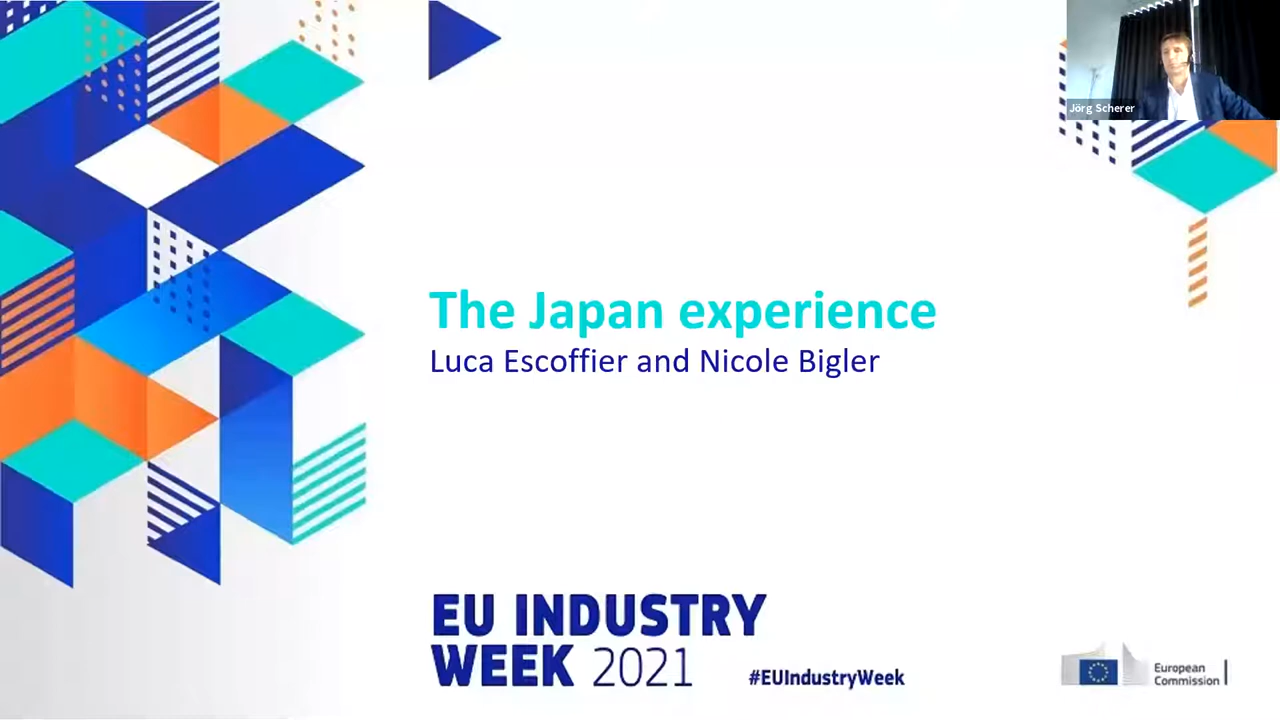 Jörg Scherer
The Japan experience
Luca Escoffier and Nicole Bigler
EU INDUSTRY
WEEK 2021
#EUIndustryWeek
European
Commission